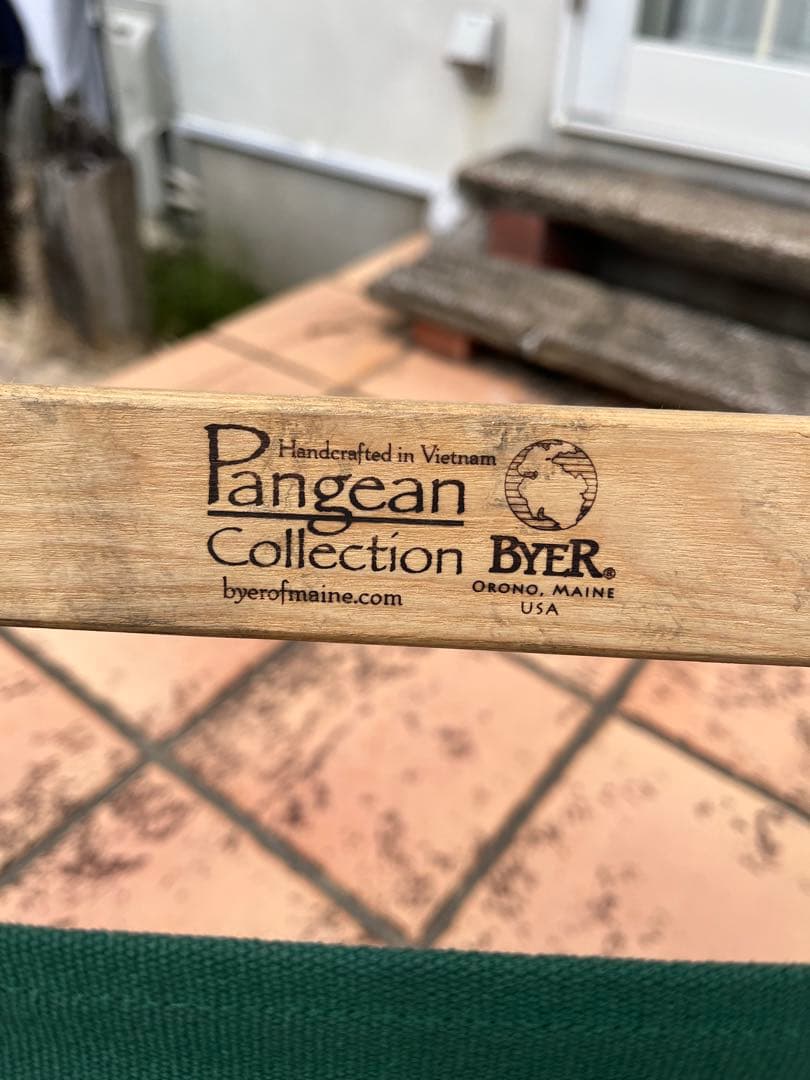 Handcrafted in Vietnam
Pangean
Collection
byerofmaine.com
BYER®
ORONO, MAINE
USA